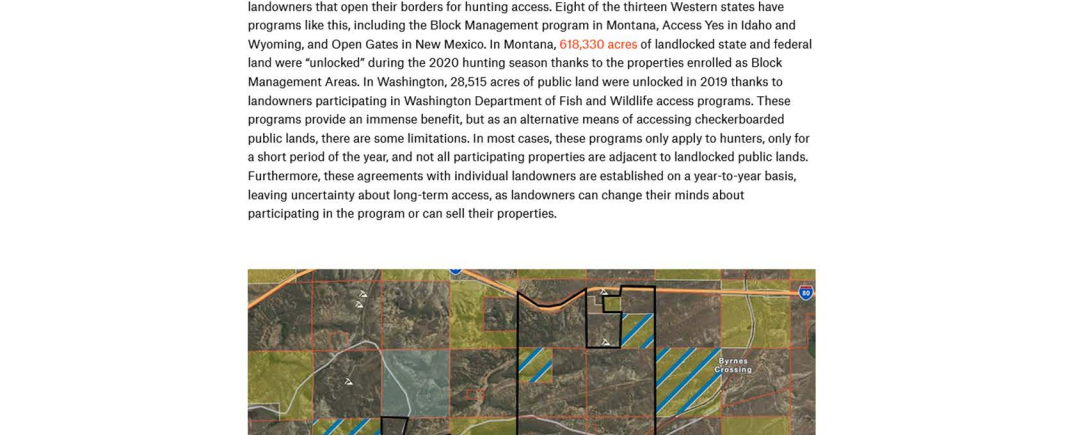 landowners that open their borders for hunting access. Eight of the thirteen Western states have
programs like this, including the Block Management program in Montana, Access Yes in Idaho and
Wyoming, and Open Gates in New Mexico. In Montana, 618,330 acres of landlocked state and federal
land were “unlocked” during the 2020 hunting season thanks to the properties enrolled as Block
Management Areas. In Washington, 28,515 acres of public land were unlocked in 2019 thanks to
landowners participating in Washington Department of Fish and Wildlife access programs. These
programs provide an immense benefit, but as an alternative means of accessing checkerboarded
public lands, there are some limitations. In most cases, these programs only apply to hunters, only for
a short period of the year, and not all participating properties are adjacent to landlocked public lands.
Furthermore, these agreements with individual landowners are established on a year-to-year basis,
leaving uncertainty about long-term access, as landowners can change their minds about
participating in the program or can sell their properties.
80
Byrnes
Crossing